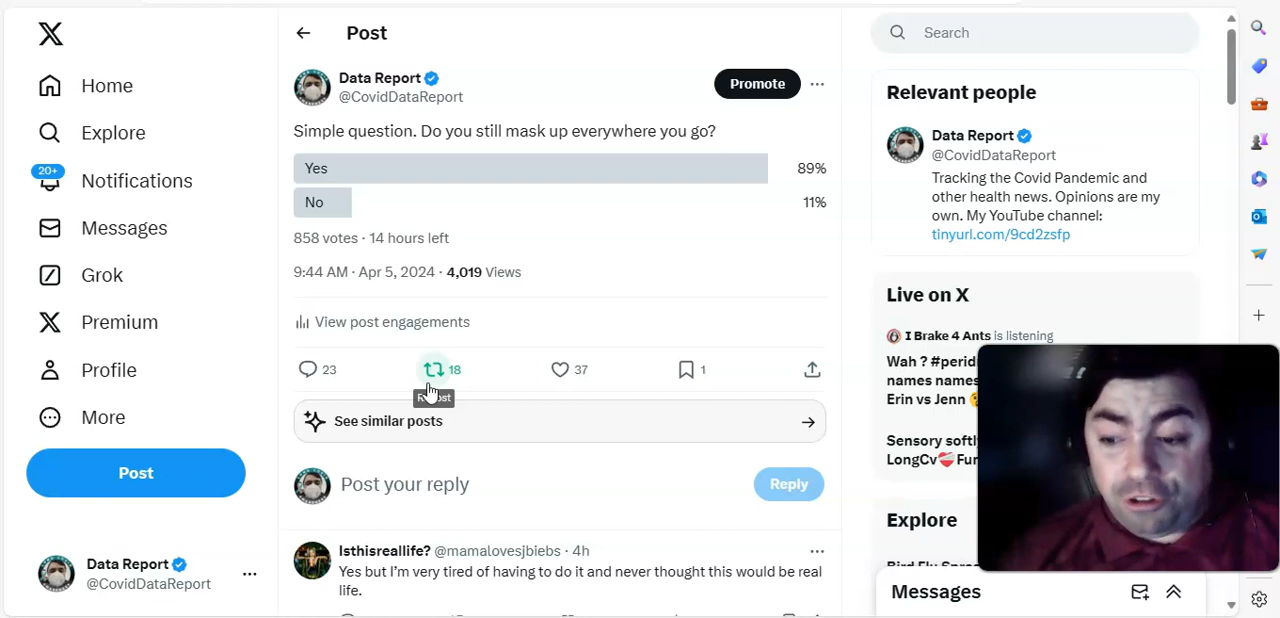 Home
Explore
20+
Notifications
Messages
Grok
Premium
Profile
More
Post
Data Report
@CovidDataReport
Post
Data Report
@CovidDataReport
Promote
Simple question. Do you still mask up everywhere you go?
Yes 89%
No 11%
858 votes · 14 hours left
9:44 AM · Apr 5, 2024 · 4,019 Views
View post engagements
23 18 37 1
See similar posts
Post your reply
Reply
Isthisreallife? @mamalovesjbiebs · 4h
Yes but I'm very tired of having to do it and never thought this would be real
life.
Search
Relevant people
Data Report
@CovidDataReport
Tracking the Covid Pandemic and
other health news. Opinions are my
own. My YouTube channel:
tinyurl.com/9cd2zsfp
Live on X
I Brake 4 Ants is listening
Wah ?
names
Erin vs Jenn
Sensory
Explore
Messages